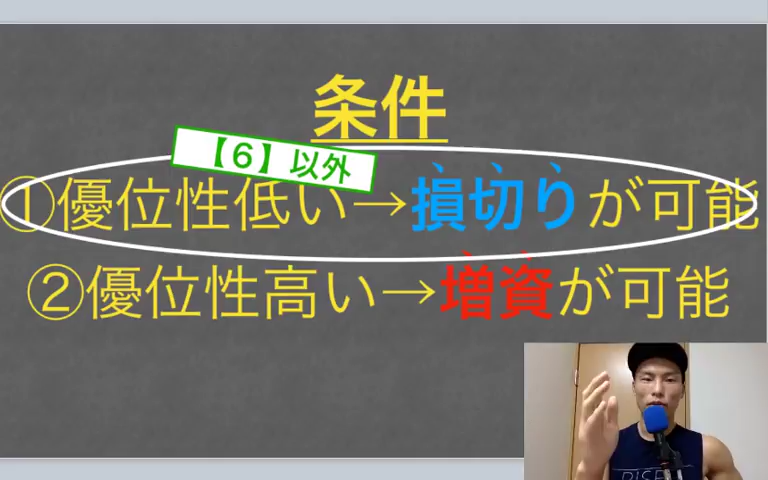 条件
【6】以外
①優位性低い→損切りが可能
②優位性高い→増資が可能